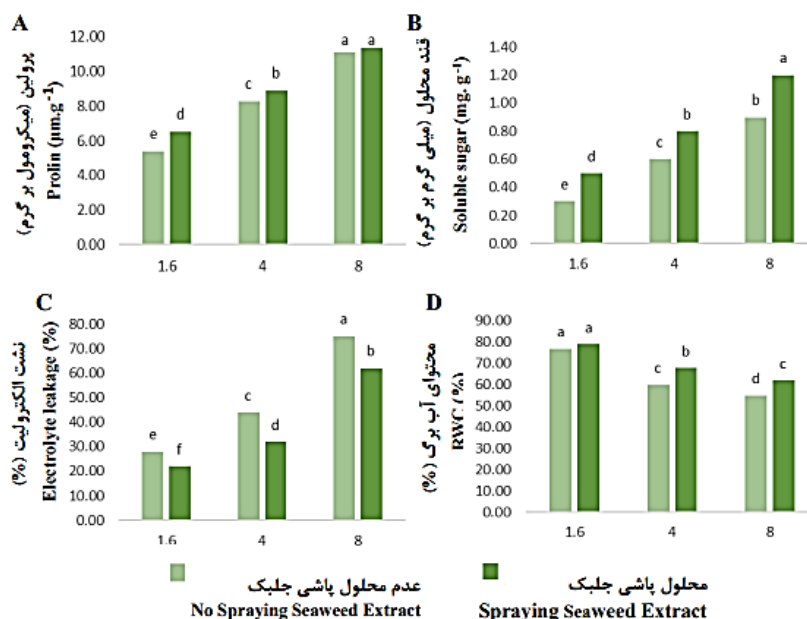 A
پرولین (میکرومول بر گرم)
Prolin (µm.g⁻¹)
12.00
10.00
8.00
6.00
4.00
2.00
0.00
e
d
c
b
a
a
1.6
4
8
B
قند محلول (میلی گرم بر گرم)
Soluble sugar (mg. g⁻¹)
1.40
1.20
1.00
0.80
0.60
0.40
0.20
0.00
e
d
c
b
b
a
1.6
4
8
C
نشت الکترولیت (%)
Electrolyte leakage (%)
80.00
70.00
60.00
50.00
40.00
30.00
20.00
10.00
0.00
e
f
c
d
a
b
1.6
4
8
D
محتوای آب برگ (%)
RWC (%)
90.00
80.00
70.00
60.00
50.00
40.00
30.00
20.00
10.00
0.00
a
a
c
b
d
c
1.6
4
8
عدم محلول پاشی جلبک
No Spraying Seaweed Extract
محلول پاشی جلبک
Spraying Seaweed Extract